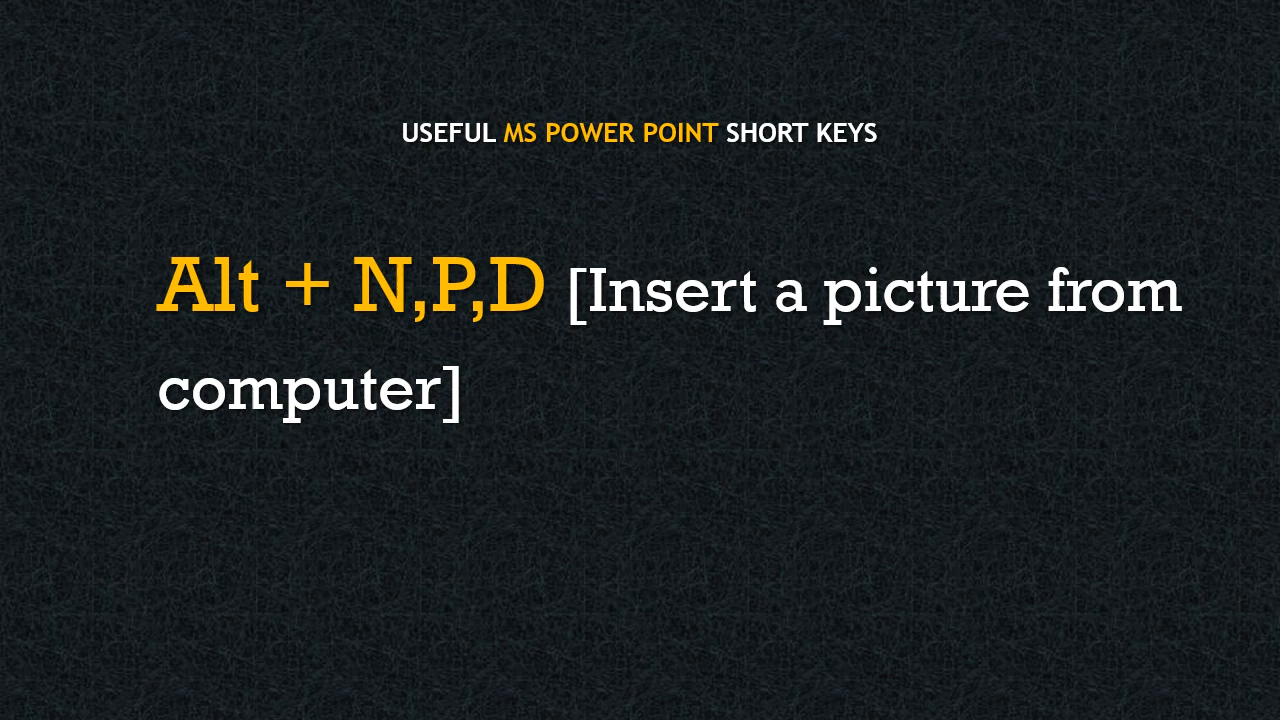 USEFUL MS POWER POINT SHORT KEYS
Alt + N,P,D [Insert a picture from
computer]